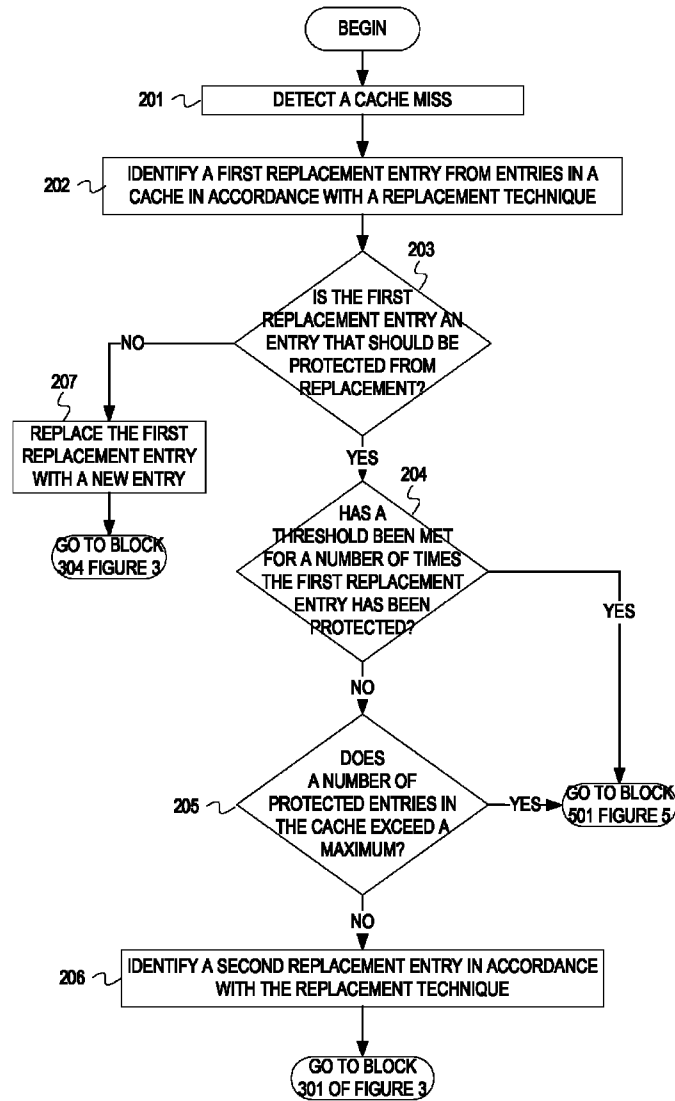 BEGIN
201
DETECT A CACHE MISS
202
IDENTIFY A FIRST REPLACEMENT ENTRY FROM ENTRIES IN A
CACHE IN ACCORDANCE WITH A REPLACEMENT TECHNIQUE
203
IS THE FIRST
REPLACEMENT ENTRY AN
ENTRY THAT SHOULD BE
PROTECTED FROM
REPLACEMENT?
NO
207
REPLACE THE FIRST
REPLACEMENT ENTRY
WITH A NEW ENTRY
GO TO BLOCK
304 FIGURE 3
YES
204
HAS A
THRESHOLD BEEN MET
FOR A NUMBER OF TIMES
THE FIRST REPLACEMENT
ENTRY HAS BEEN
PROTECTED?
YES
NO
205
DOES
A NUMBER OF
PROTECTED ENTRIES IN
THE CACHE EXCEED A
MAXIMUM?
YES
GO TO BLOCK
501 FIGURE 5
NO
206
IDENTIFY A SECOND REPLACEMENT ENTRY IN ACCORDANCE
WITH THE REPLACEMENT TECHNIQUE
GO TO BLOCK
301 OF FIGURE 3